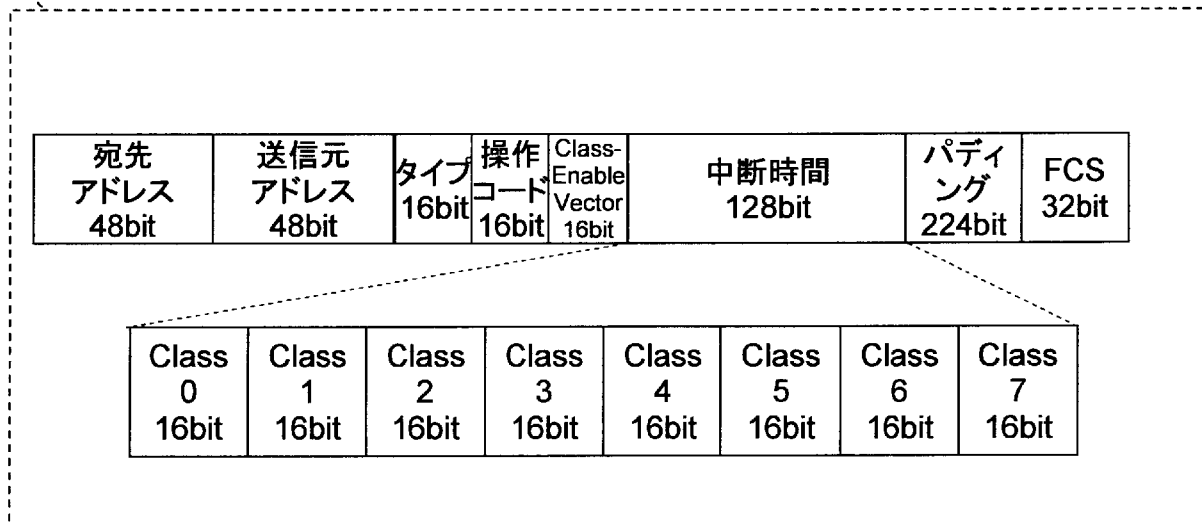 宛先
アドレス
48bit
送信元
アドレス
48bit
タイプ
16bit
操作
コード
16bit
Class-
Enable
Vector
16bit
中断時間
128bit
パディ
ング
224bit
FCS
32bit
Class
0
16bit
Class
1
16bit
Class
2
16bit
Class
3
16bit
Class
4
16bit
Class
5
16bit
Class
6
16bit
Class
7
16bit